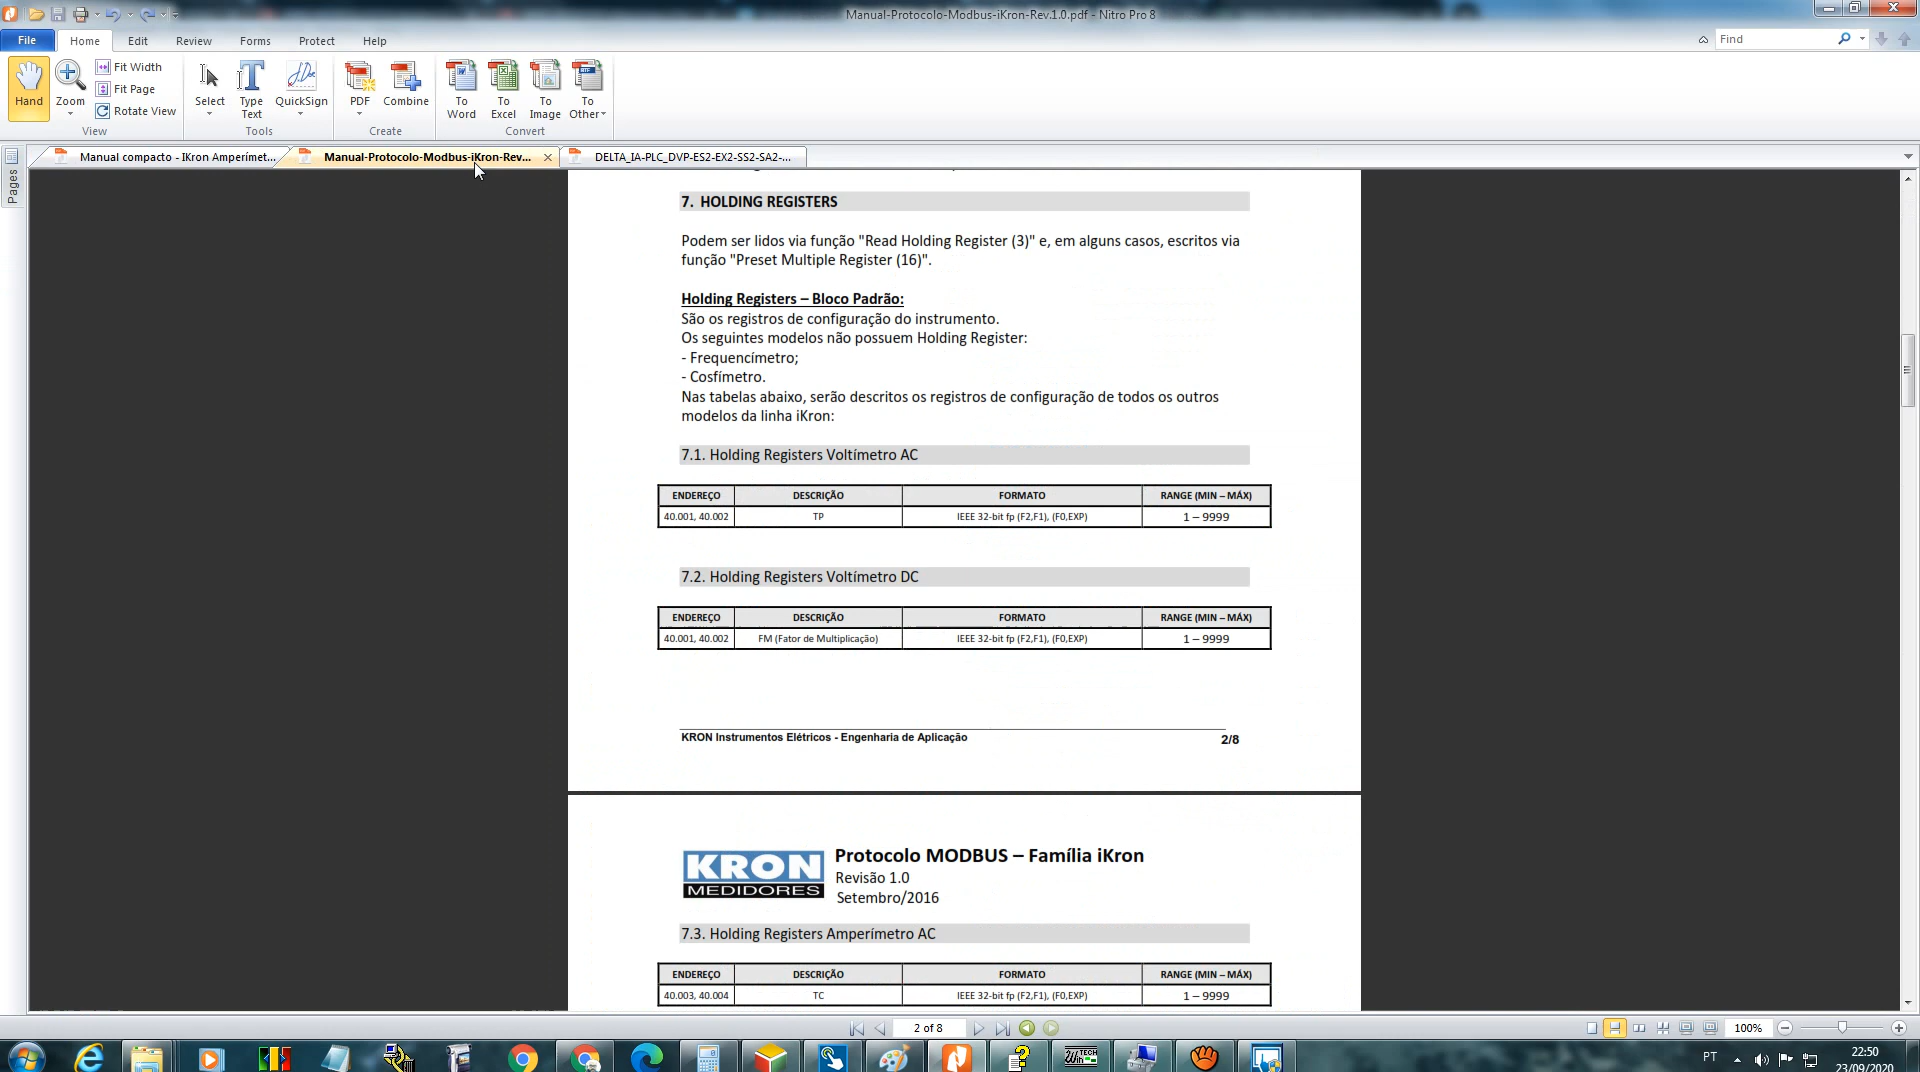 Manual-Protocolo-Modbus-iKron-Rev.1.0.pdf - Nitro Pro 8
File Home Edit Review Forms Protect Help
Find
Hand
Zoom
Fit Width
Fit Page
Rotate View
View
Select
Type Text
QuickSign
Tools
PDF
Combine
Create
To Word
To Excel
To Image
To Other
Convert
Manual compacto - IKron Amperímet...
Manual-Protocolo-Modbus-iKron-Rev...
DELTA_IA-PLC_DVP-ES2-EX2-SS2-SA2-...
Pages
7. HOLDING REGISTERS
Podem ser lidos via função "Read Holding Register (3)" e, em alguns casos, escritos via
função "Preset Multiple Register (16)".
Holding Registers – Bloco Padrão:
São os registros de configuração do instrumento.
Os seguintes modelos não possuem Holding Register:
- Frequencímetro;
- Cosfímetro.
Nas tabelas abaixo, serão descritos os registros de configuração de todos os outros
modelos da linha iKron:
7.1. Holding Registers Voltímetro AC
ENDEREÇO DESCRIÇÃO FORMATO RANGE (MIN – MÁX)
40.001, 40.002 TP IEEE 32-bit fp (F2,F1), (F0,EXP) 1 – 9999
7.2. Holding Registers Voltímetro DC
ENDEREÇO DESCRIÇÃO FORMATO RANGE (MIN – MÁX)
40.001, 40.002 FM (Fator de Multiplicação) IEEE 32-bit fp (F2,F1), (F0,EXP) 1 – 9999
KRON Instrumentos Elétricos - Engenharia de Aplicação 2/8
KRON
MEDIDORES
Protocolo MODBUS – Família iKron
Revisão 1.0
Setembro/2016
7.3. Holding Registers Amperímetro AC
ENDEREÇO DESCRIÇÃO FORMATO RANGE (MIN – MÁX)
40.003, 40.004 TC IEEE 32-bit fp (F2,F1), (F0,EXP) 1 – 9999
2 of 8
100%
PT
22:50
23/09/2020